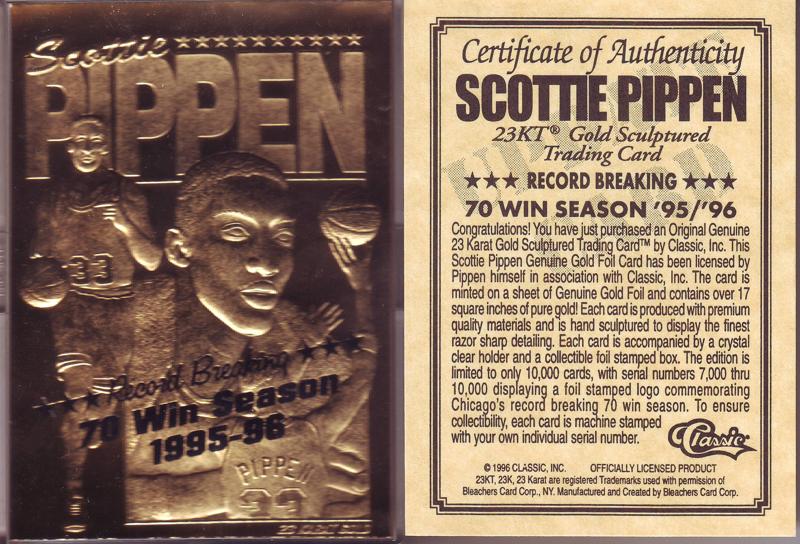 Scottie
PIPPEN
33
Record Breaking
70 Win Season
1995-96
PIPPEN
33
23 KARAT GOLD
Certificate of Authenticity
SCOTTIE PIPPEN
23KT® Gold Sculptured
Trading Card
★★★ RECORD BREAKING ★★★
70 WIN SEASON '95/'96
Congratulations! You have just purchased an Original Genuine
23 Karat Gold Sculptured Trading Card™ by Classic, Inc. This
Scottie Pippen Genuine Gold Foil Card has been licensed by
Pippen himself in association with Classic, Inc. The card is
minted on a sheet of Genuine Gold Foil and contains over 17
square inches of pure gold! Each card is produced with premium
quality materials and is hand sculptured to display the finest
razor sharp detailing. Each card is accompanied by a crystal
clear holder and a collectible foil stamped box. The edition is
limited to only 10,000 cards, with serial numbers 7,000 thru
10,000 displaying a foil stamped logo commemorating
Chicago's record breaking 70 win season. To ensure
collectibility, each card is machine stamped
with your own individual serial number.
Classic
© 1996 CLASSIC, INC. OFFICIALLY LICENSED PRODUCT
23KT, 23K, 23 Karat are registered Trademarks used with permission of
Bleachers Card Corp., NY. Manufactured and Created by Bleachers Card Corp.